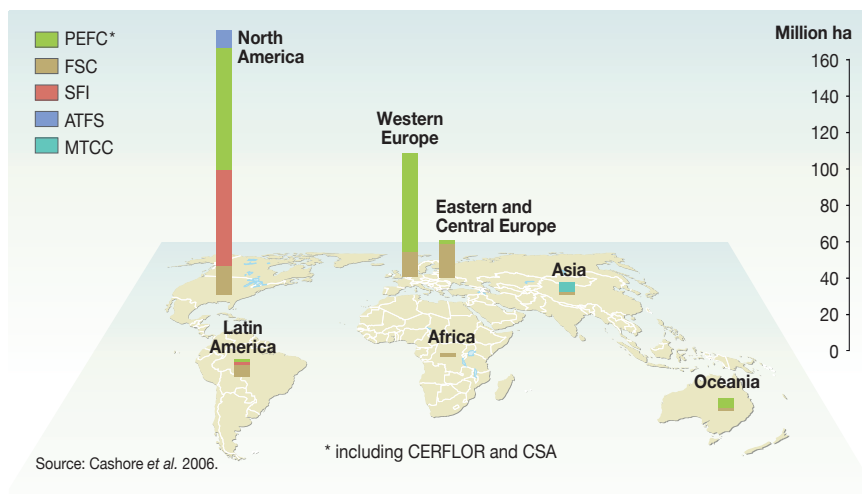 PEFC*
FSC
SFI
ATFS
MTCC
North
America
Western
Europe
Eastern and
Central Europe
Asia
Latin
America
Africa
Oceania
Million ha
160
140
120
100
80
60
40
20
0
* including CERFLOR and CSA
Source: Cashore et al. 2006.